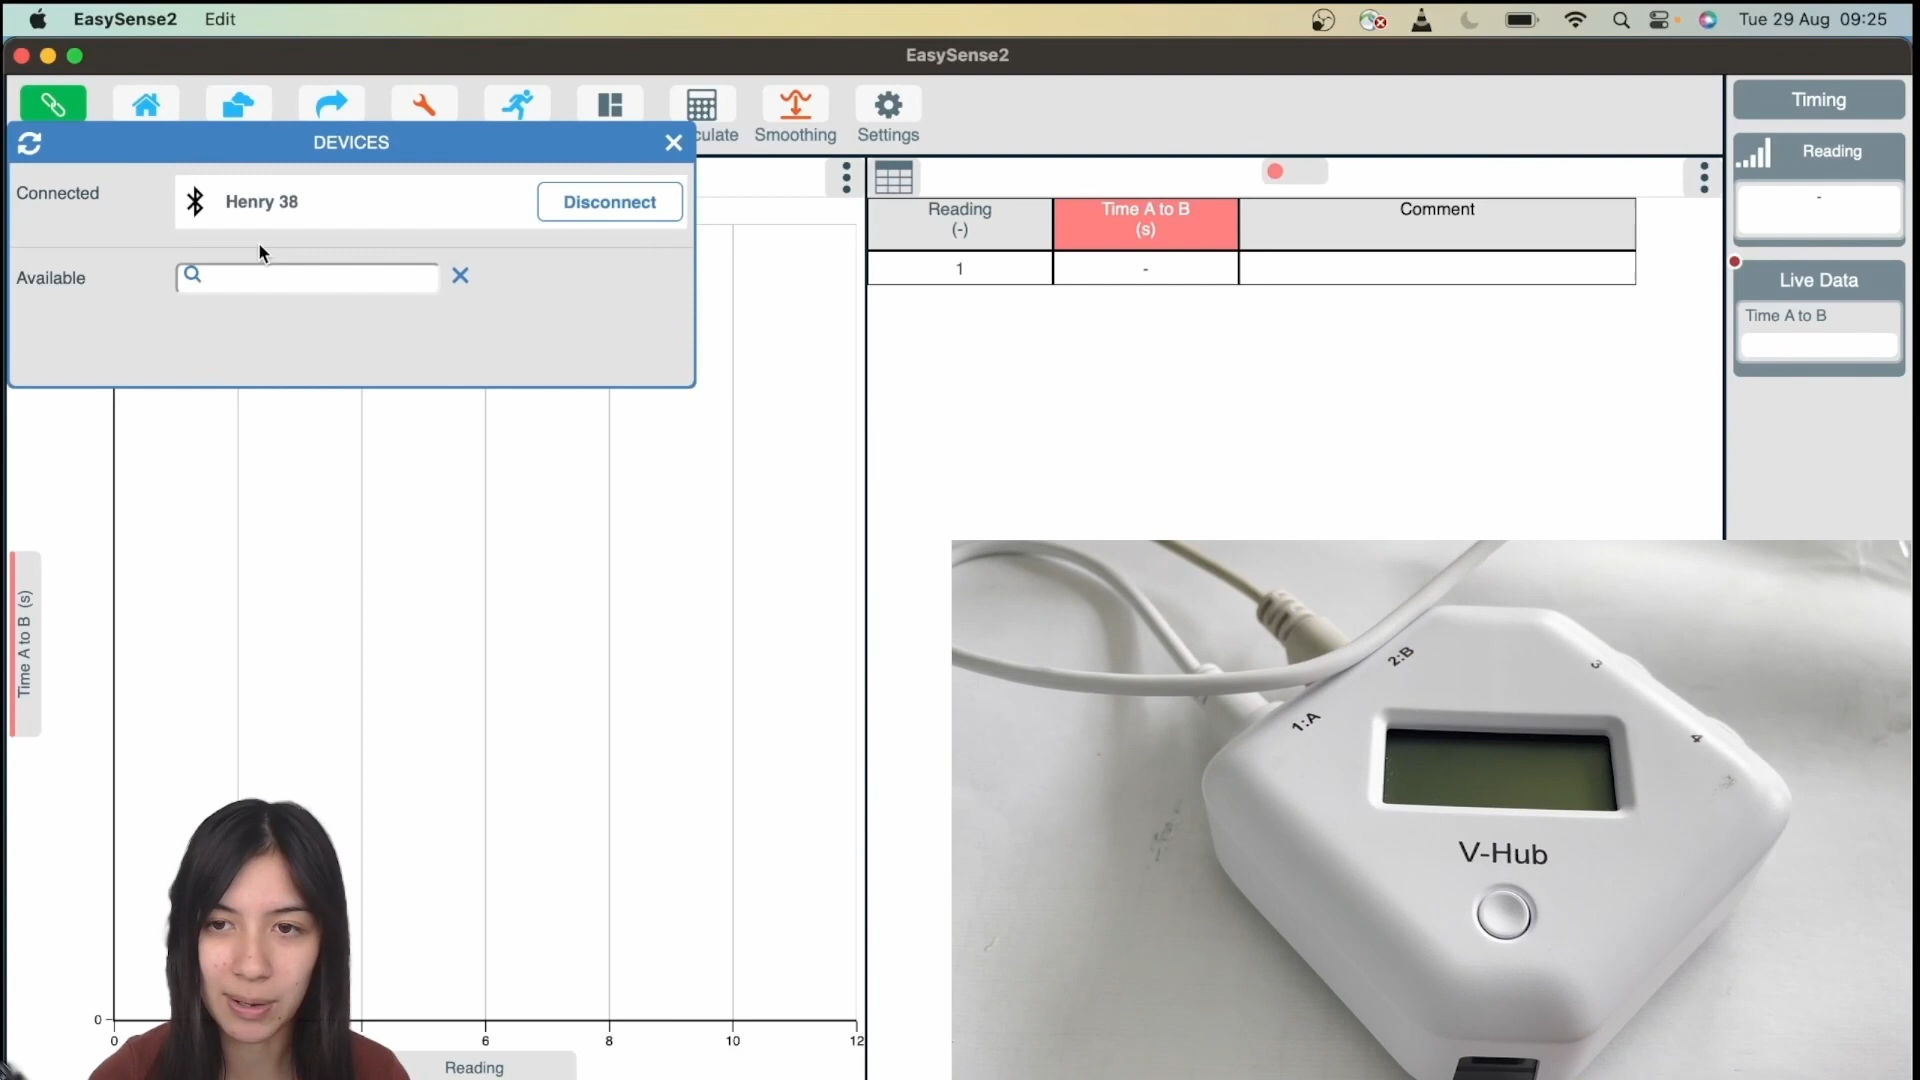 EasySense2 Edit Tue 29 Aug 09:25
EasySense2
culate Smoothing Settings
DEVICES
Connected Henry 38 Disconnect
Available
Reading
(-)
Time A to B
(s)
Comment
1 -
Timing
Reading
-
Live Data
Time A to B
Time A to B (s)
0
0 6 8 10 12
Reading
1:A
2:B
3
4
V-Hub